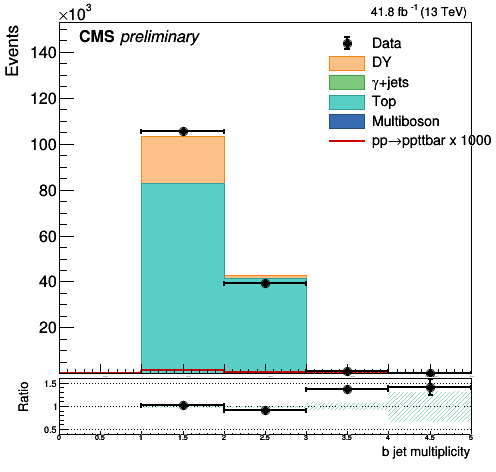 ×10³
41.8 fb⁻¹ (13 TeV)
CMS preliminary
Events
140
120
100
80
60
40
20
Data
DY
γ+jets
Top
Multiboson
pp→ppttbar x 1000
Ratio
1.5
1
0.5
0 0.5 1 1.5 2 2.5 3 3.5 4 4.5 5
b jet multiplicity